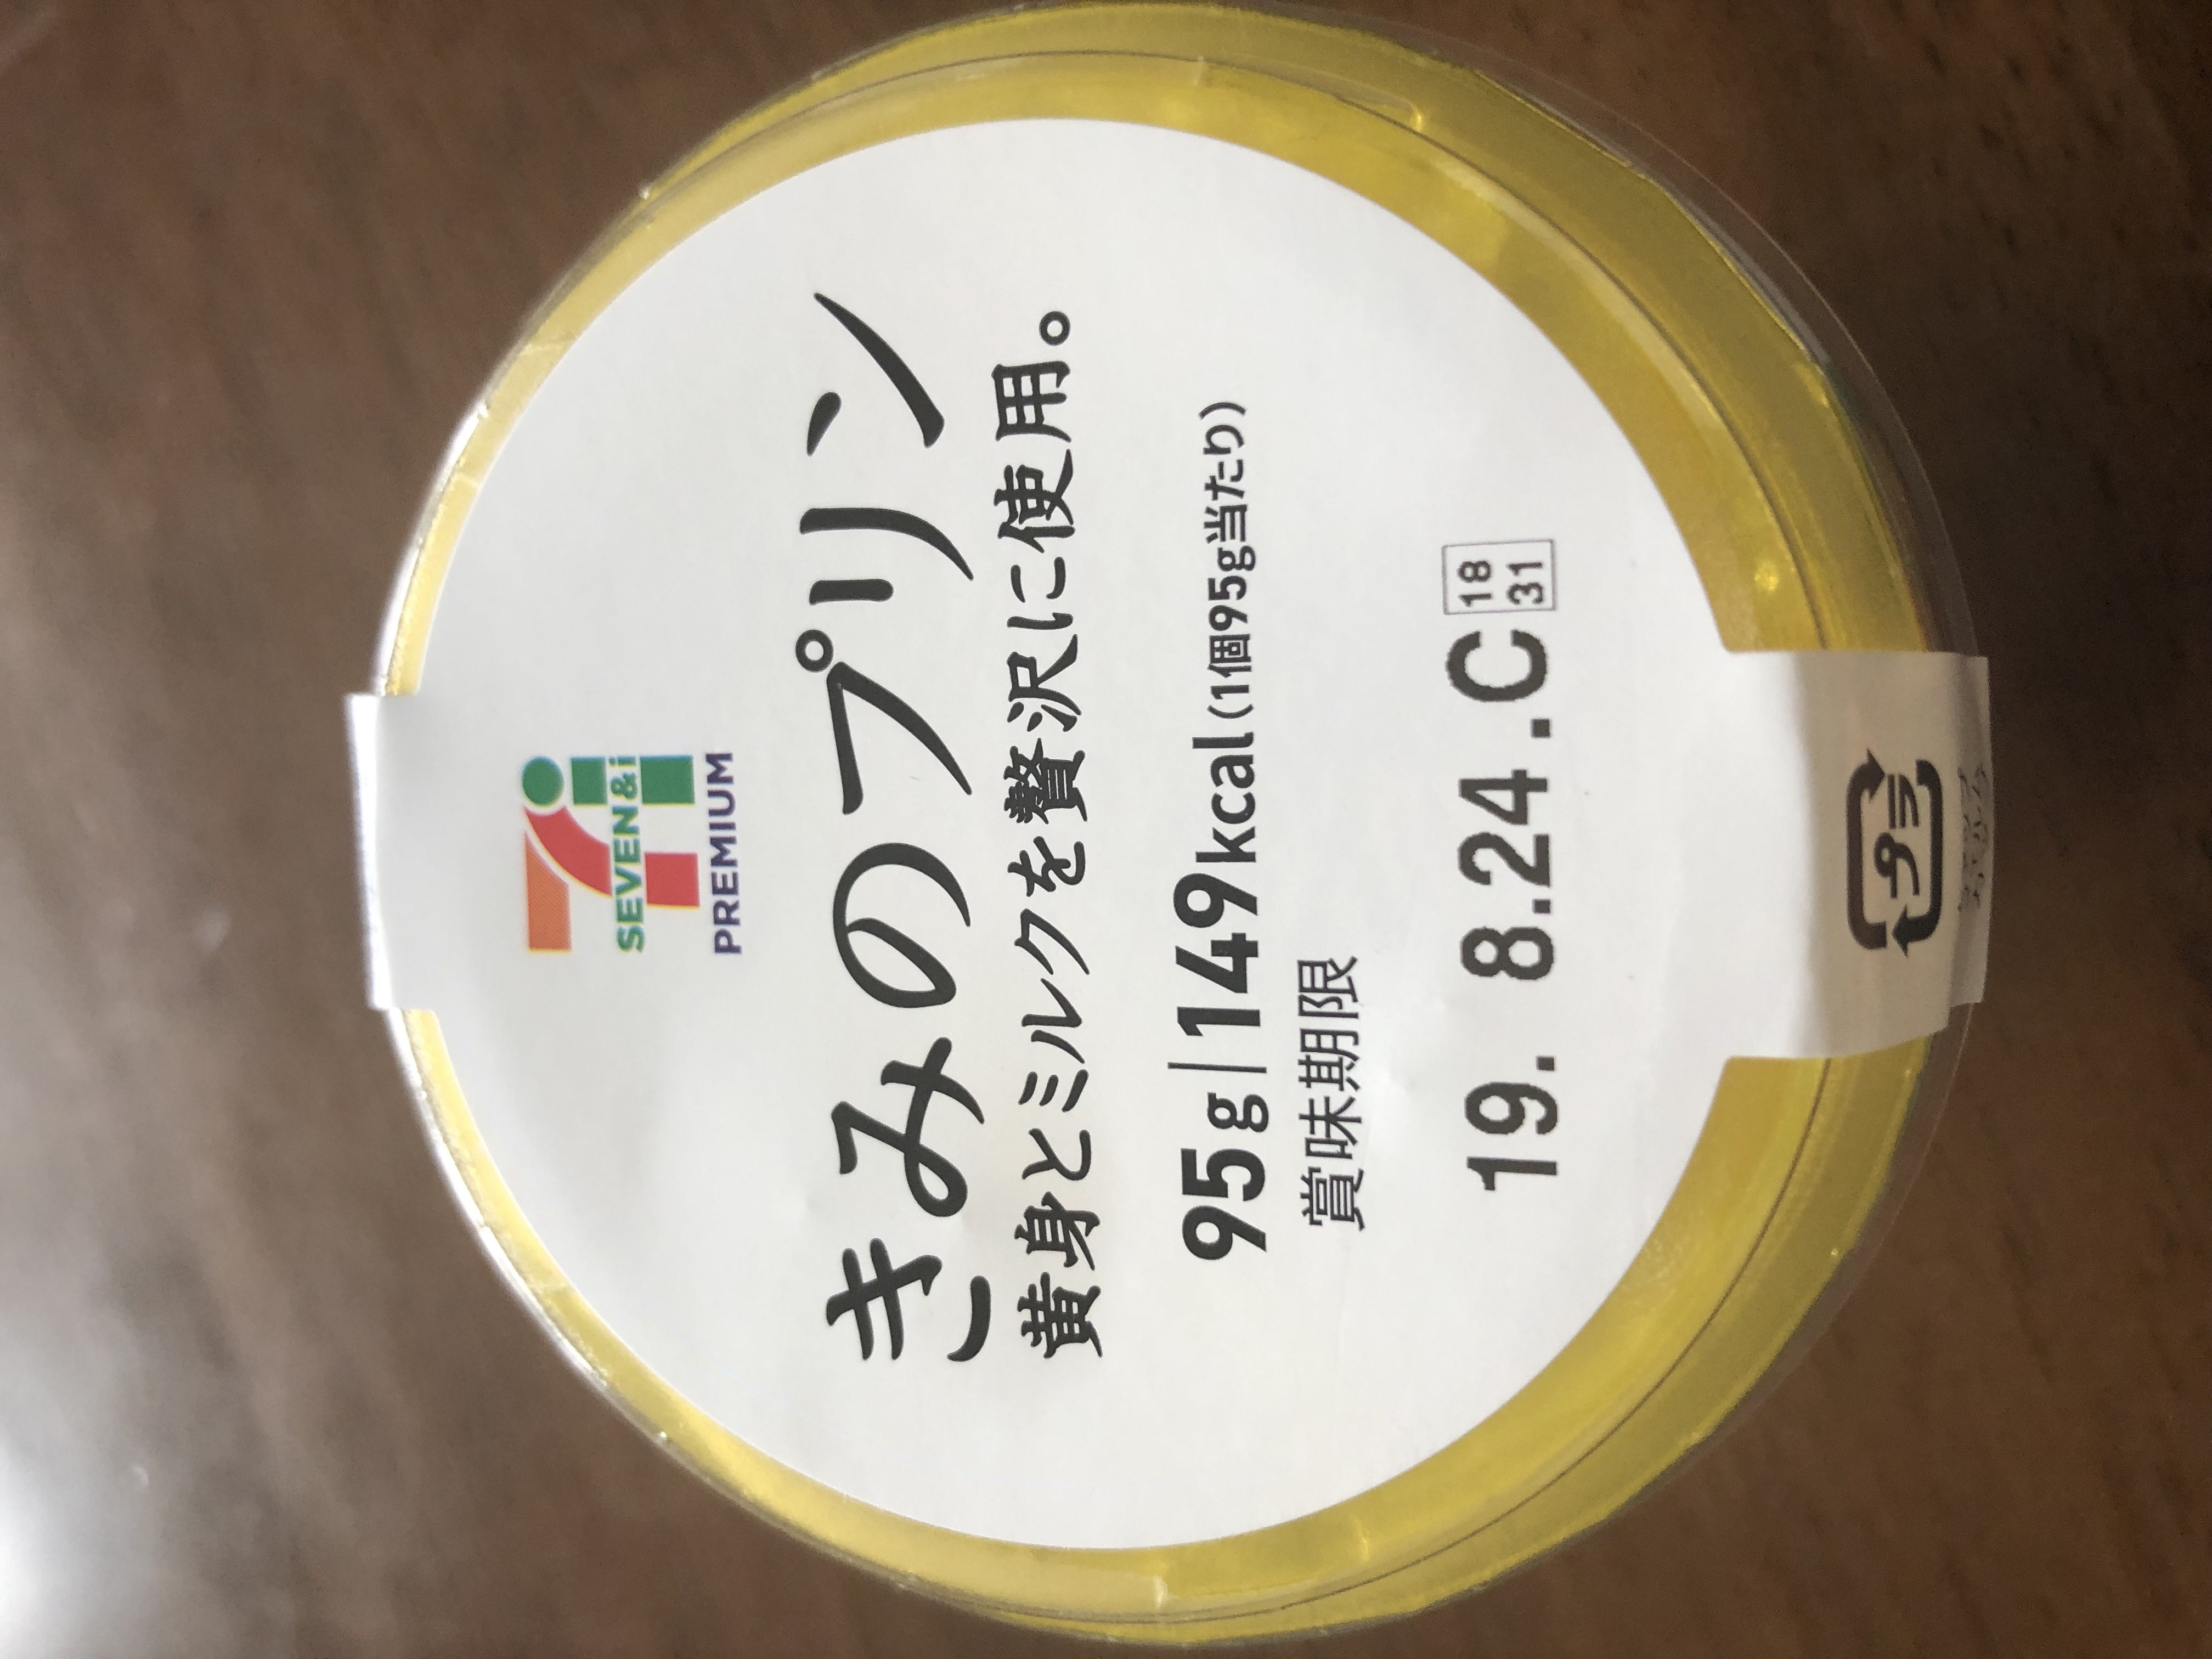 SEVEN&i
PREMIUM
きみのプリン
黄身とミルクを贅沢に使用。
95g|149kcal(1個95g当たり)
賞味期限
19. 8.24.C 18
31
プラ